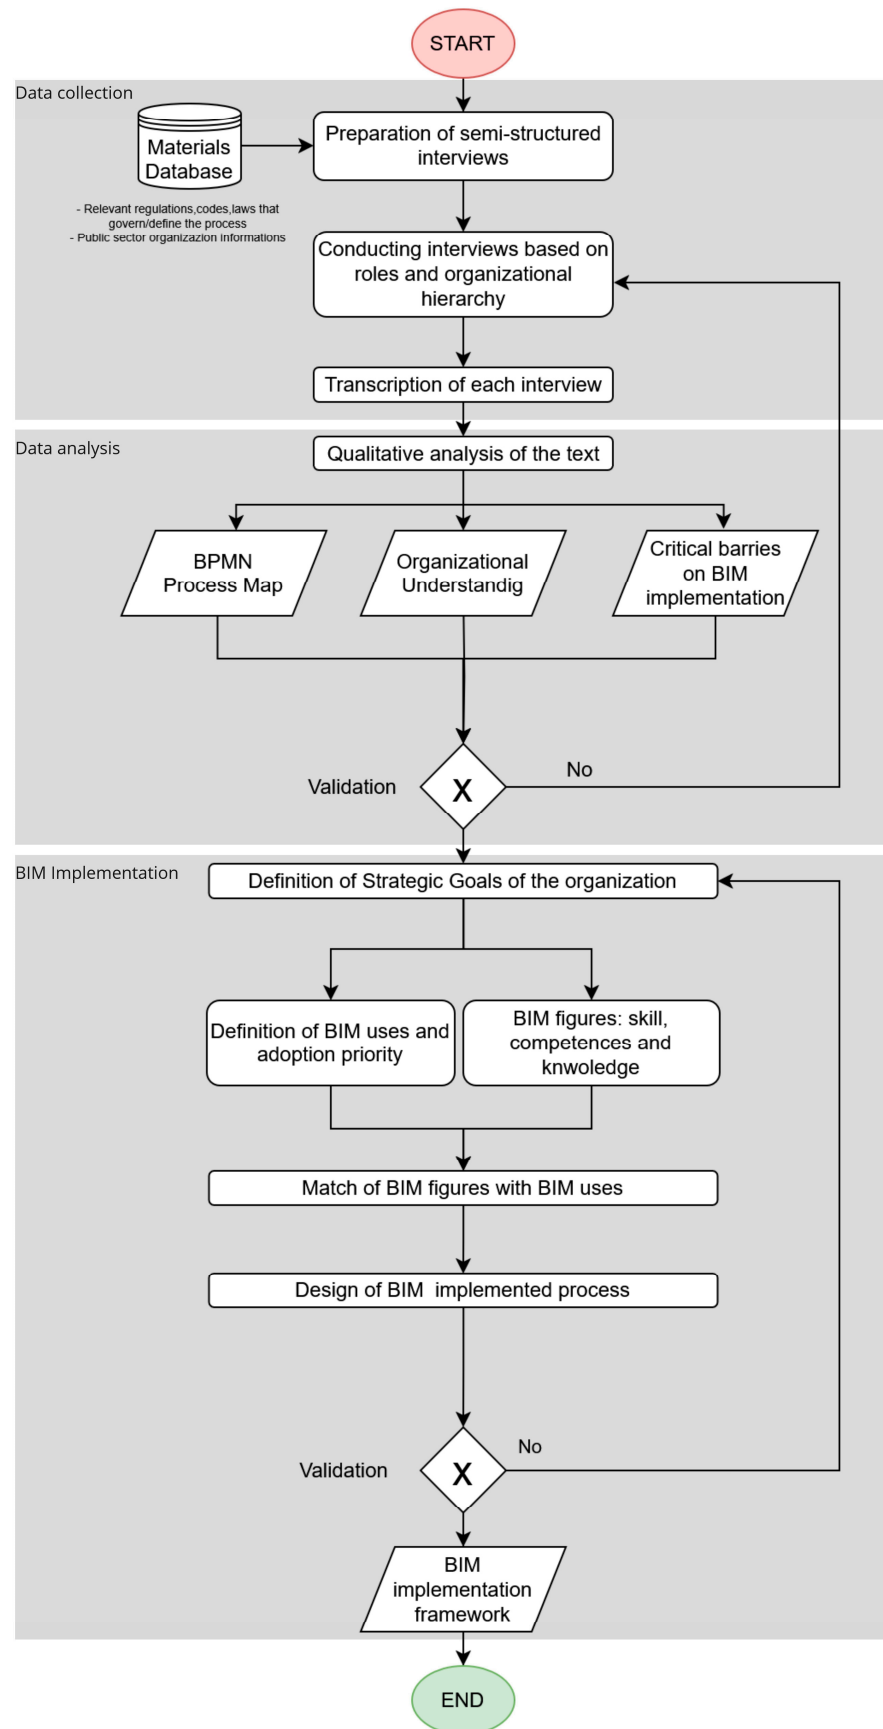 START
Data collection
Materials
Database
Preparation of semi-structured
interviews
- Relevant regulations,codes,laws that
govern/define the process
- Public sector organizazion informations
Conducting interviews based on
roles and organizational
hierarchy
Transcription of each interview
Data analysis
Qualitative analysis of the text
BPMN
Process Map
Organizational
Understandig
Critical barries
on BIM
implementation
Validation
X
No
BIM Implementation
Definition of Strategic Goals of the organization
Definition of BIM uses and
adoption priority
BIM figures: skill,
competences and
knwoledge
Match of BIM figures with BIM uses
Design of BIM  implemented process
Validation
X
No
BIM
implementation
framework
END